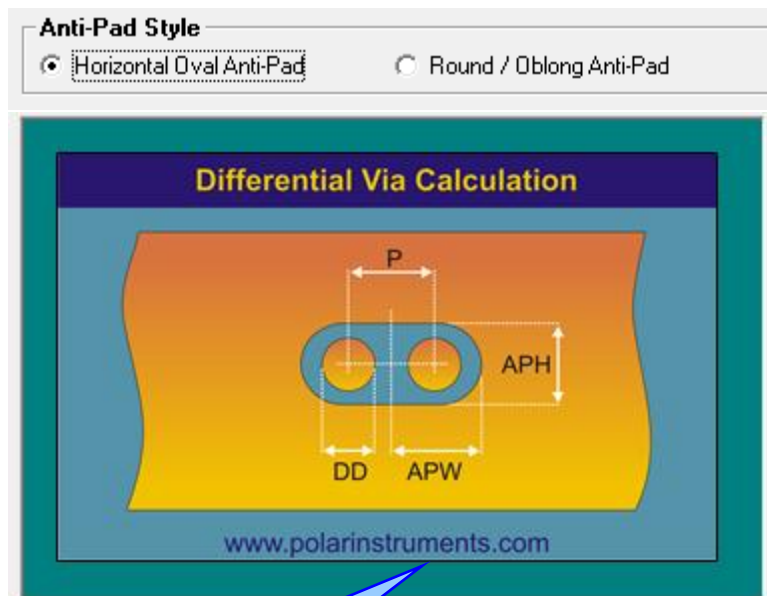 Anti-Pad Style
Horizontal Oval Anti-Pad Round / Oblong Anti-Pad
Differential Via Calculation
P
APH
DD APW
www.polarinstruments.com